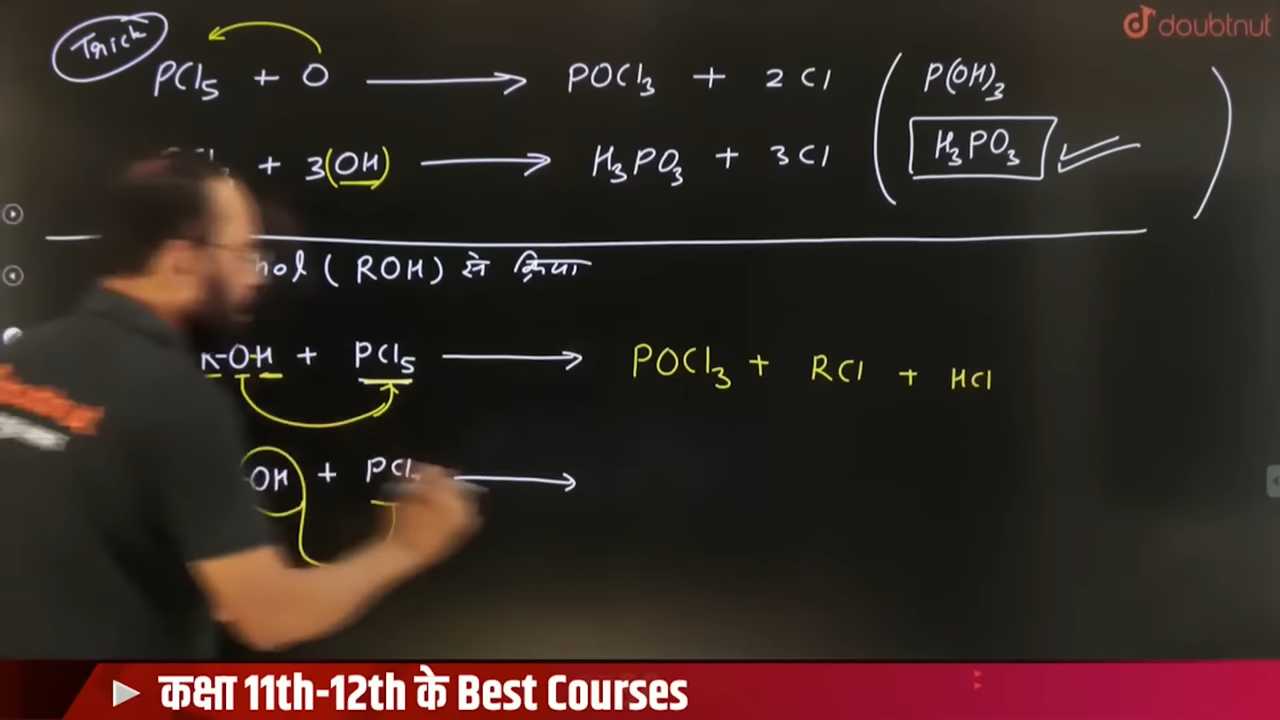 doubtnut
Trick
PCl₅ + O → POCl₃ + 2Cl
P(OH)₃
+ 3(OH) → H₃PO₃ + 3Cl
H₃PO₃
( ROH ) से क्रिया
R-OH + PCl₅ → POCl₃ + RCl + HCl
-OH + PCl →
कक्षा 11th-12th के Best Courses